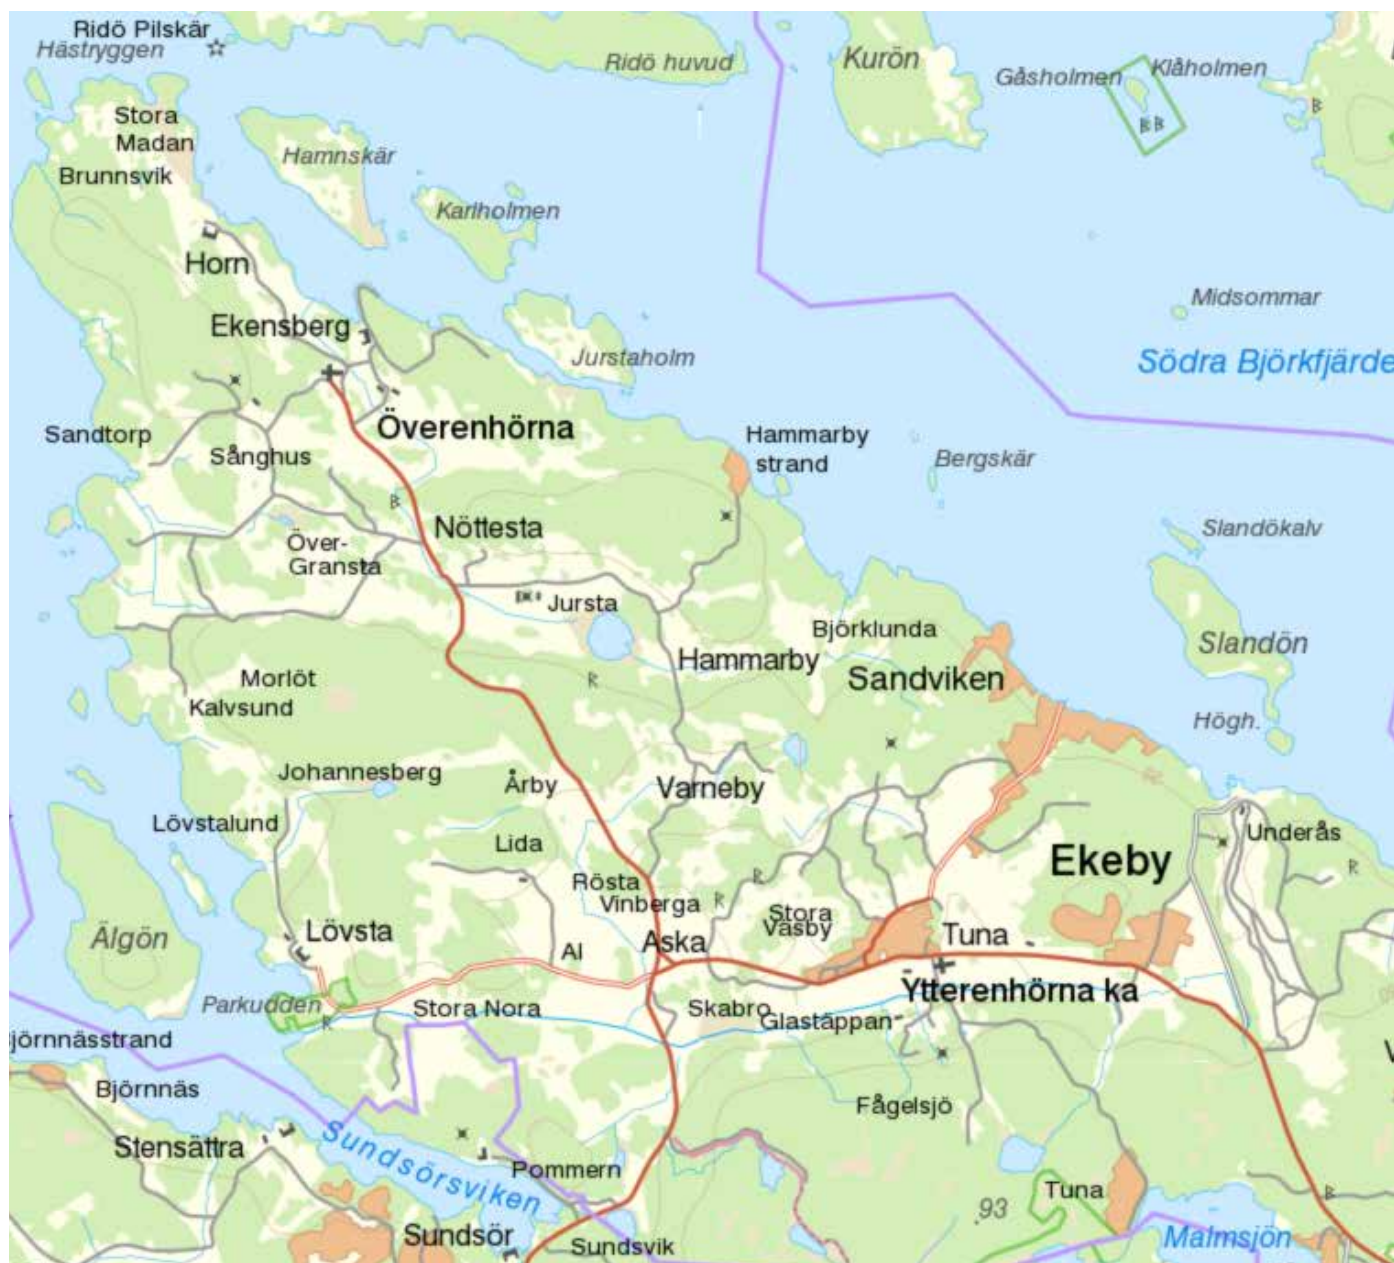 Ridö Pilskär
Hästryggen
Ridö huvud
Kurön
Gåsholmen
Klåholmen
Stora
Madan
Brunnsvik
Hamnskär
Karlholmen
Horn
Midsommar
Ekensberg
Jurstaholm
Södra Björkfjärde
Överenhörna
Sandtorp
Sånghus
Hammarby
strand
Bergskär
Nöttesta
Slandökalv
Över-
Gransta
Jursta
Björklunda
Slandön
Hammarby
Sandviken
Morlöt
Kalvsund
Högh.
Johannesberg
Årby
Varneby
Lövstalund
Lida
Underås
Ekeby
Rösta
Vinberga
Stora
Väsby
Älgön
Lövsta
Al
Aska
Tuna
Parkudden
Stora Nora
Skabro
Ytterenhörna ka
Glastäppan
jörnnässtrand
Björnnäs
Fågelsjö
Stensättra
Sundsörsviken
Pommern
Tuna
.93
Sundsör
Sundsvik
Malmsjön